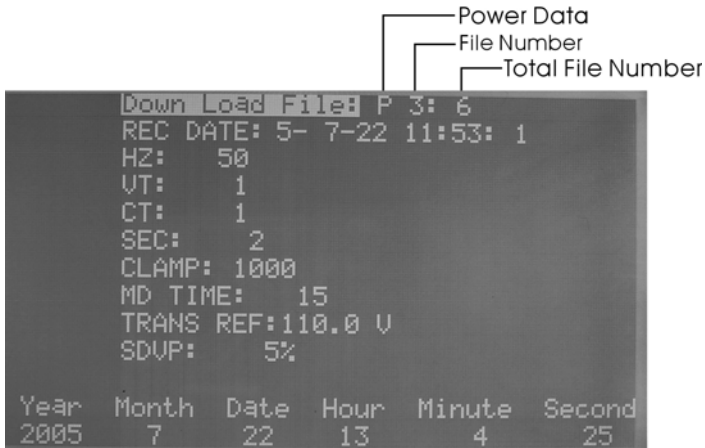 Power Data
File Number
Total File Number
Down Load File: P 3: 6
REC DATE: 5- 7-22 11:53: 1
HZ: 50
VT: 1
CT: 1
SEC: 2
CLAMP: 1000
MD TIME: 15
TRANS REF:110.0 V
SDVP: 5%
Year Month Date Hour Minute Second
2005 7 22 13 4 25